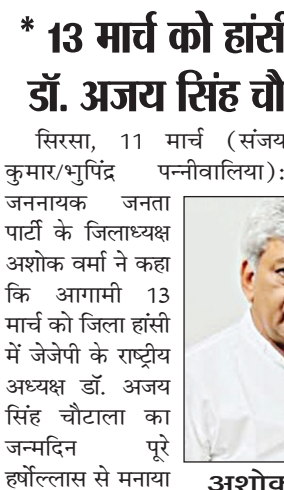 * 13 मार्च को हांसी
डॉ. अजय सिंह चौ
सिरसा, 11 मार्च (संजय
कुमार/भुपिंद्र पन्नीवालिया):
जननायक जनता
पार्टी के जिलाध्यक्ष
अशोक वर्मा ने कहा
कि आगामी 13
मार्च को जिला हांसी
में जेजेपी के राष्ट्रीय
अध्यक्ष डॉ. अजय
सिंह चौटाला का
जन्मदिन पूरे
हर्षोल्लास से मनाया
अशोक